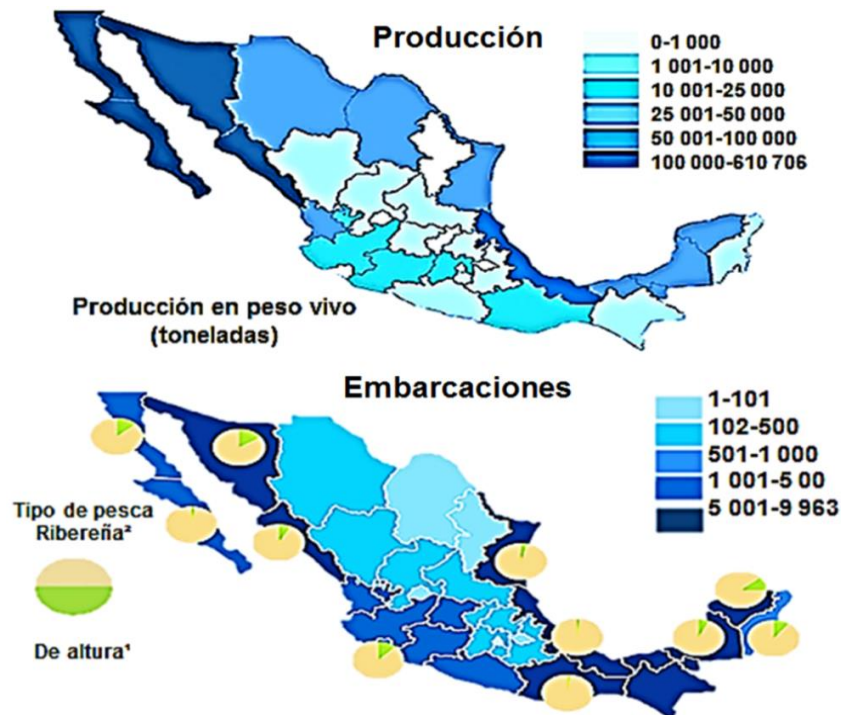 Producción
0-1 000
1 001-10 000
10 001-25 000
25 001-50 000
50 001-100 000
100 000-610 706
Producción en peso vivo
(toneladas)
Embarcaciones
1-101
102-500
501-1 000
1 001-5 00
5 001-9 963
Tipo de pesca
Ribereña²
De altura¹